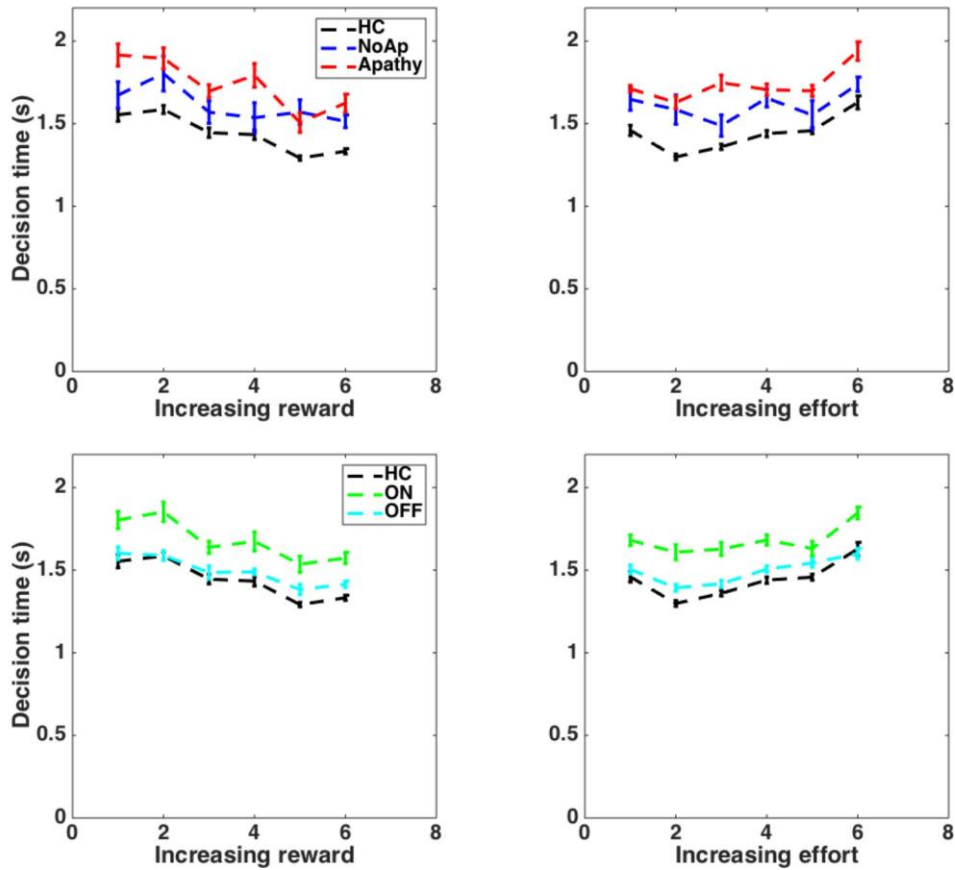 2
1.5
1
0.5
0
Decision time (s)
HC
NoAp
Apathy
0 2 4 6 8
Increasing reward
2
1.5
1
0.5
0
0 2 4 6 8
Increasing effort
2
1.5
1
0.5
0
Decision time (s)
HC
ON
OFF
0 2 4 6 8
Increasing reward
2
1.5
1
0.5
0
0 2 4 6 8
Increasing effort